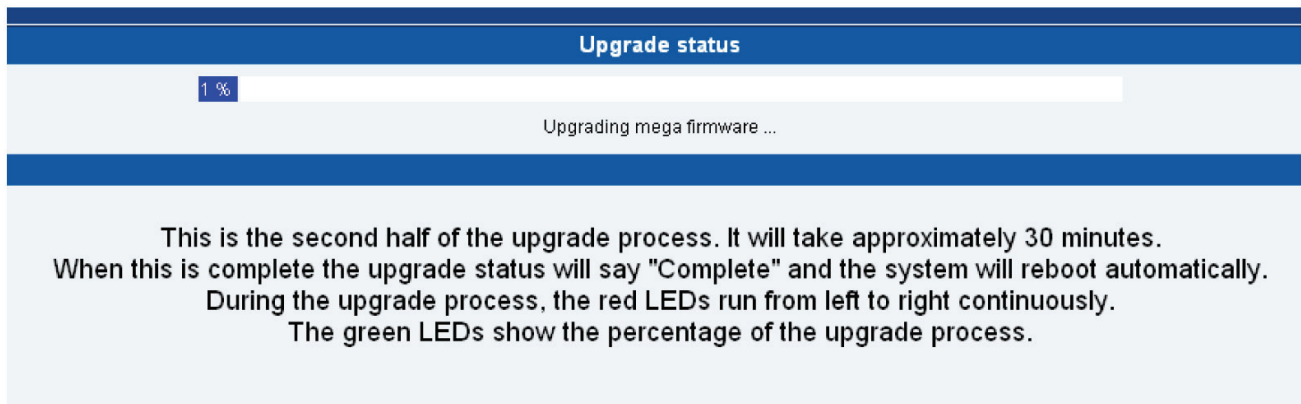 Upgrade status
1 %
Upgrading mega firmware ...
This is the second half of the upgrade process. It will take approximately 30 minutes.
When this is complete the upgrade status will say "Complete" and the system will reboot automatically.
During the upgrade process, the red LEDs run from left to right continuously.
The green LEDs show the percentage of the upgrade process.